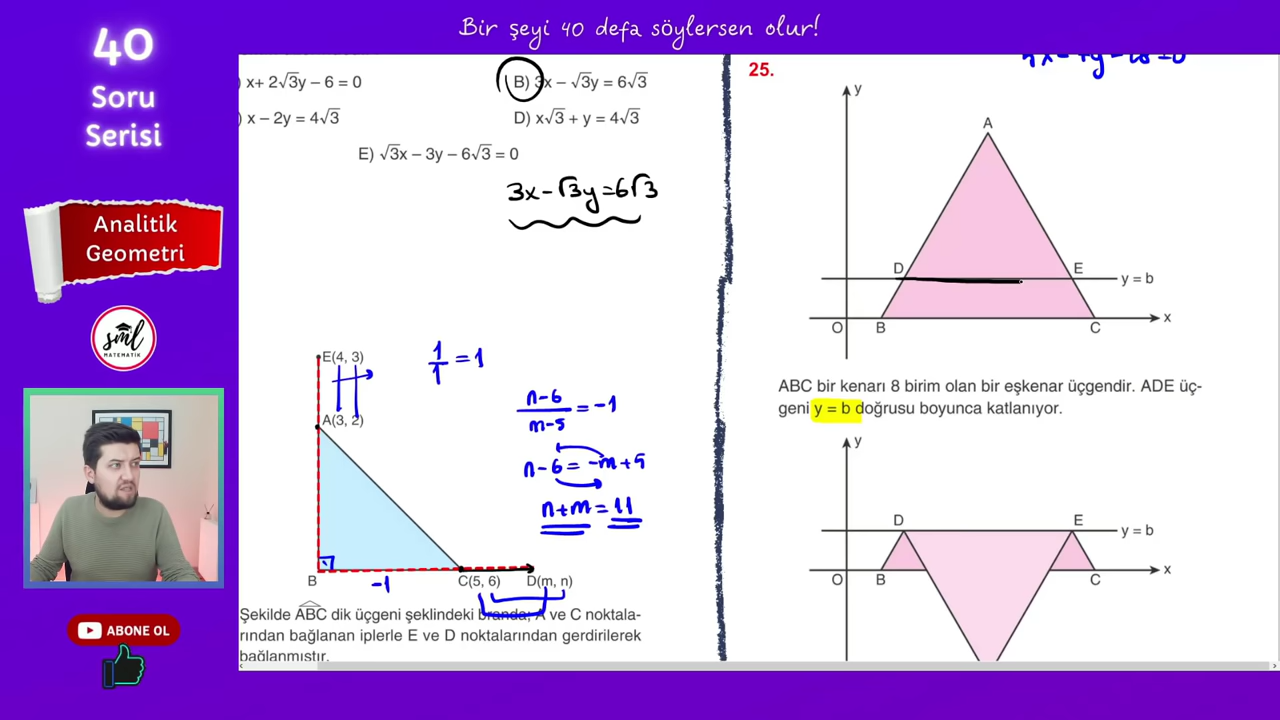 Bir şeyi 40 defa söylersen olur!
40
Soru
Serisi
Analitik
Geometri
sml
MATEMATİK
ABONE OL
) x+ 2√3y – 6 = 0
B) 3x – √3y = 6√3
) x – 2y = 4√3
D) x√3 + y = 4√3
E) √3x – 3y – 6√3 = 0
3x-√3y=6√3
E(4, 3)
A(3, 2)
B
C(5, 6)
D(m, n)
-1
1/1 = 1
n-6/m-5 = -1
n-6 = -m+5
n+m = 11
Şekilde ABC dik üçgeni şeklindeki branda; A ve C noktala-
rından bağlanan iplerle E ve D noktalarından gerdirilerek
bağlanmıştır.
25.
y
A
D
E
y = b
O
B
C
x
ABC bir kenarı 8 birim olan bir eşkenar üçgendir. ADE üç-
geni y = b doğrusu boyunca katlanıyor.
y
D
E
y = b
O
B
C
x